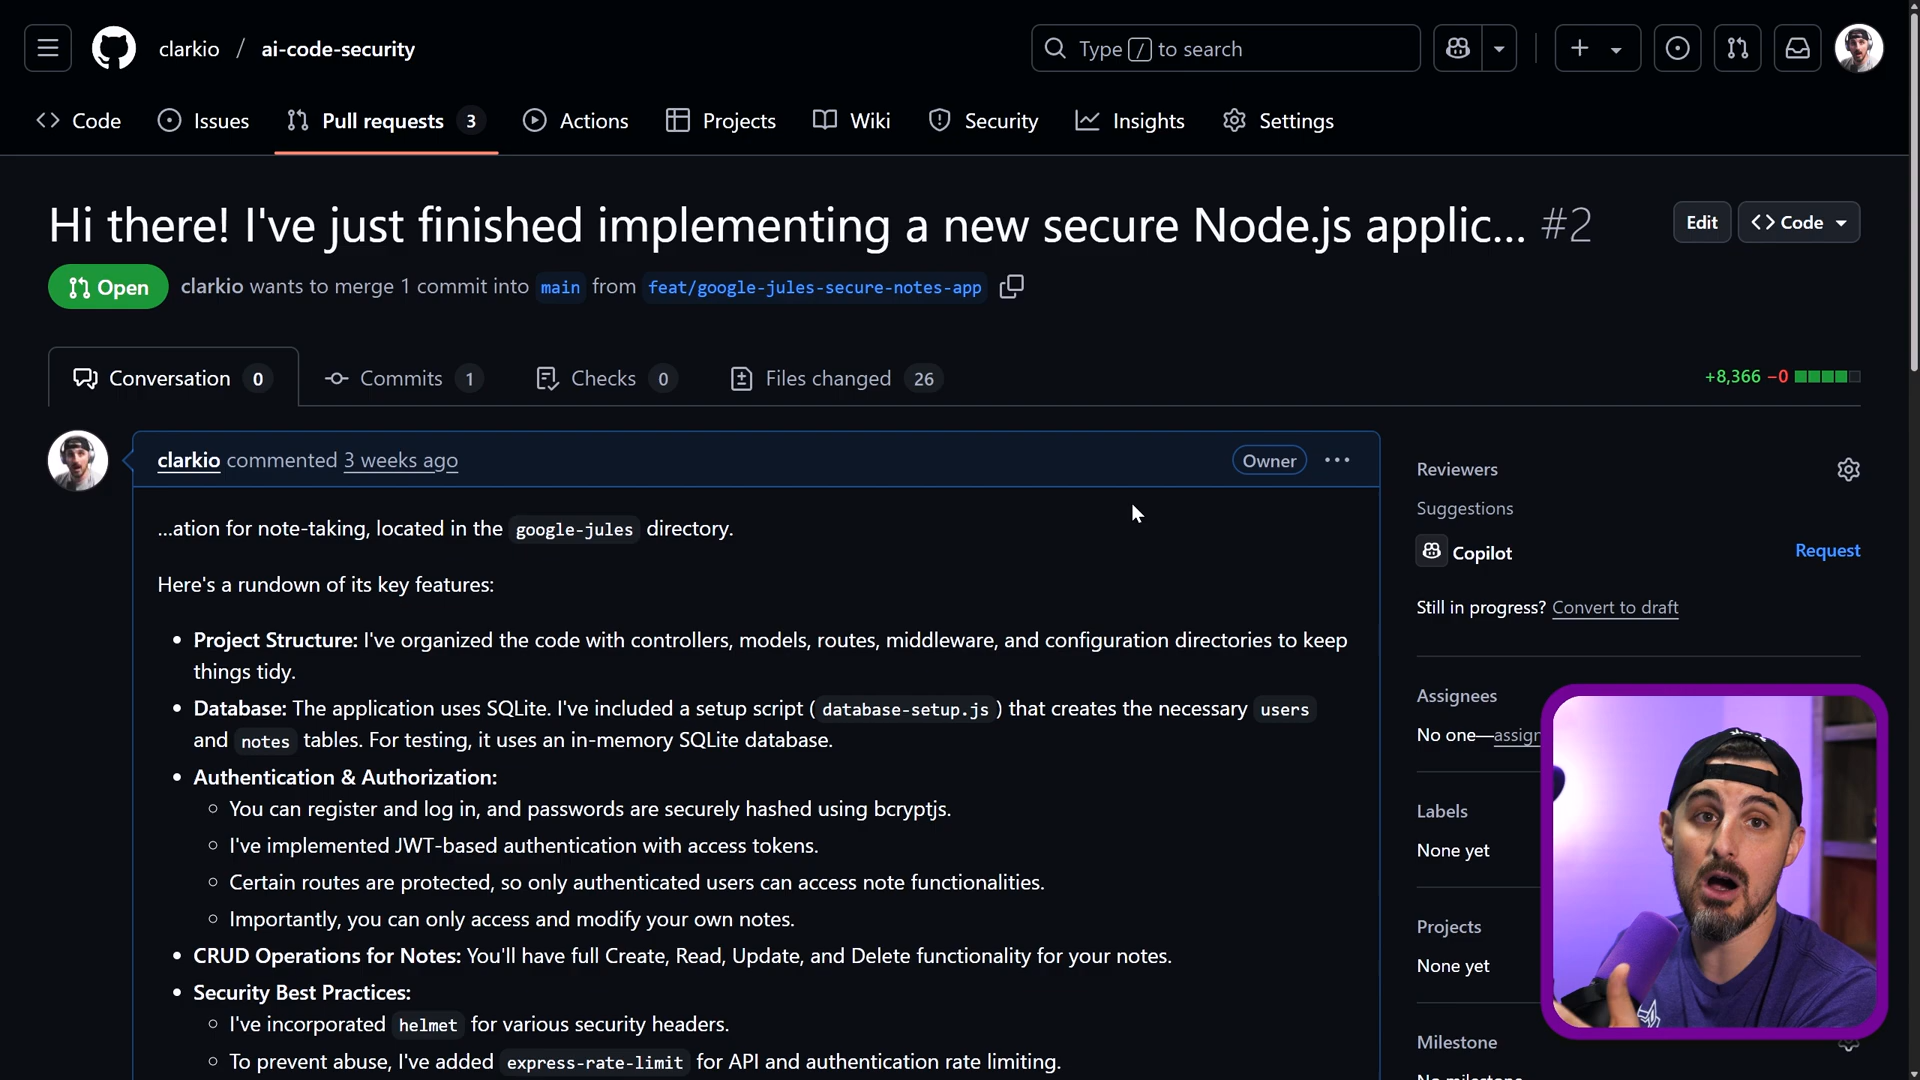 clarkio / ai-code-security
Type / to search
Code
Issues
Pull requests 3
Actions
Projects
Wiki
Security
Insights
Settings
Hi there! I've just finished implementing a new secure Node.js applic... #2
Edit
Code
Open
clarkio wants to merge 1 commit into main from feat/google-jules-secure-notes-app
Conversation 0
Commits 1
Checks 0
Files changed 26
+8,366 −0
clarkio commented 3 weeks ago
Owner
...ation for note-taking, located in the google-jules directory.
Here's a rundown of its key features:
• Project Structure: I've organized the code with controllers, models, routes, middleware, and configuration directories to keep
things tidy.
• Database: The application uses SQLite. I've included a setup script ( database-setup.js ) that creates the necessary users
and notes tables. For testing, it uses an in-memory SQLite database.
• Authentication & Authorization:
○ You can register and log in, and passwords are securely hashed using bcryptjs.
○ I've implemented JWT-based authentication with access tokens.
○ Certain routes are protected, so only authenticated users can access note functionalities.
○ Importantly, you can only access and modify your own notes.
• CRUD Operations for Notes: You'll have full Create, Read, Update, and Delete functionality for your notes.
• Security Best Practices:
○ I've incorporated helmet for various security headers.
○ To prevent abuse, I've added express-rate-limit for API and authentication rate limiting.
Reviewers
Suggestions
Copilot
Request
Still in progress? Convert to draft
Assignees
No one—assign
Labels
None yet
Projects
None yet
Milestone
No milestone